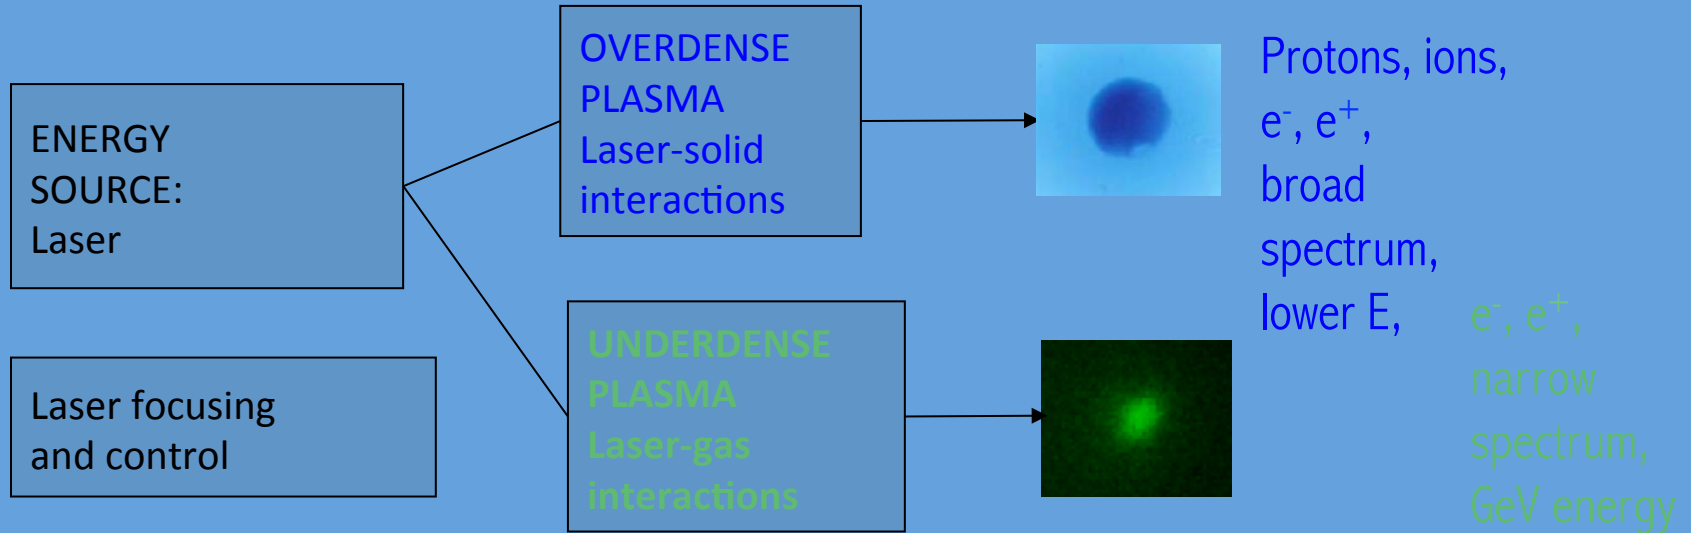 ENERGY
SOURCE:
Laser
Laser focusing
and control
OVERDENSE
PLASMA
Laser-solid
interactions
UNDERDENSE
PLASMA
Laser-gas
interactions
Protons, ions,
e⁻, e⁺,
broad
spectrum,
lower E,
e⁻, e⁺,
narrow
spectrum,
GeV energy